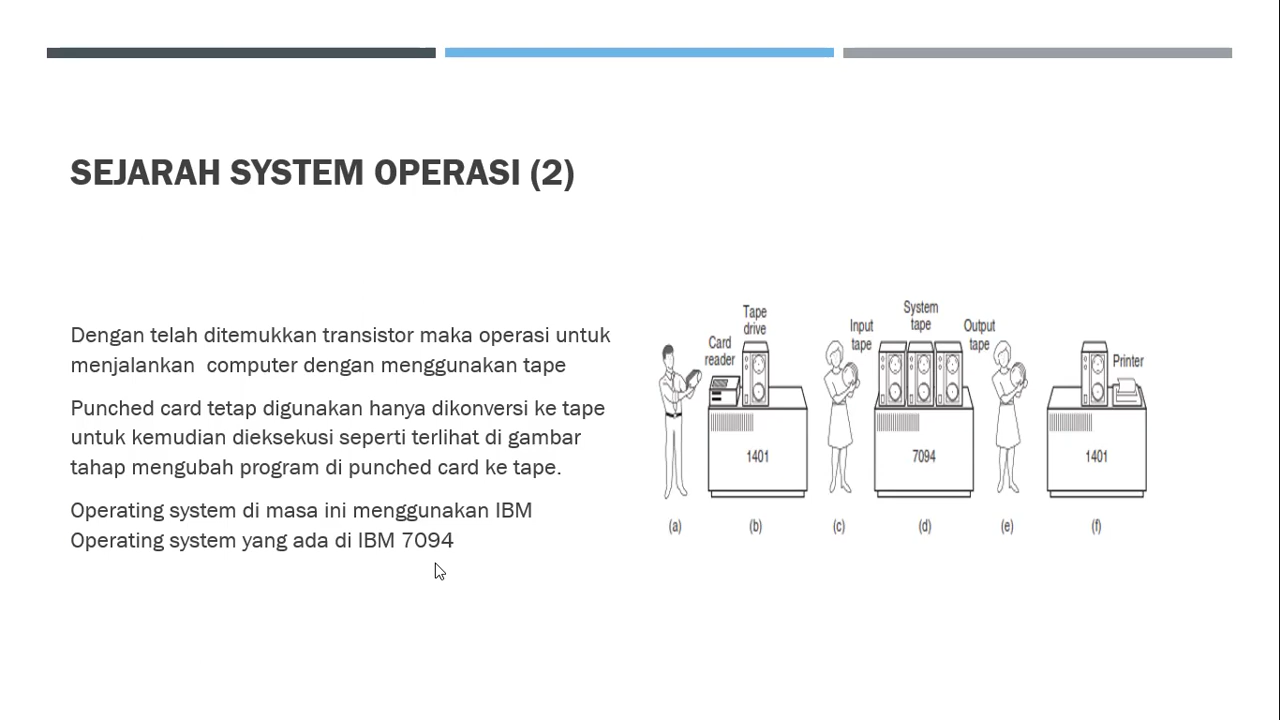 SEJARAH SYSTEM OPERASI (2)
Dengan telah ditemukkan transistor maka operasi untuk
menjalankan  computer dengan menggunakan tape
Punched card tetap digunakan hanya dikonversi ke tape
untuk kemudian dieksekusi seperti terlihat di gambar
tahap mengubah program di punched card ke tape.
Operating system di masa ini menggunakan IBM
Operating system yang ada di IBM 7094
Card
reader
Tape
drive
Input
tape
System
tape
Output
tape
Printer
1401
7094
1401
(a)
(b)
(c)
(d)
(e)
(f)